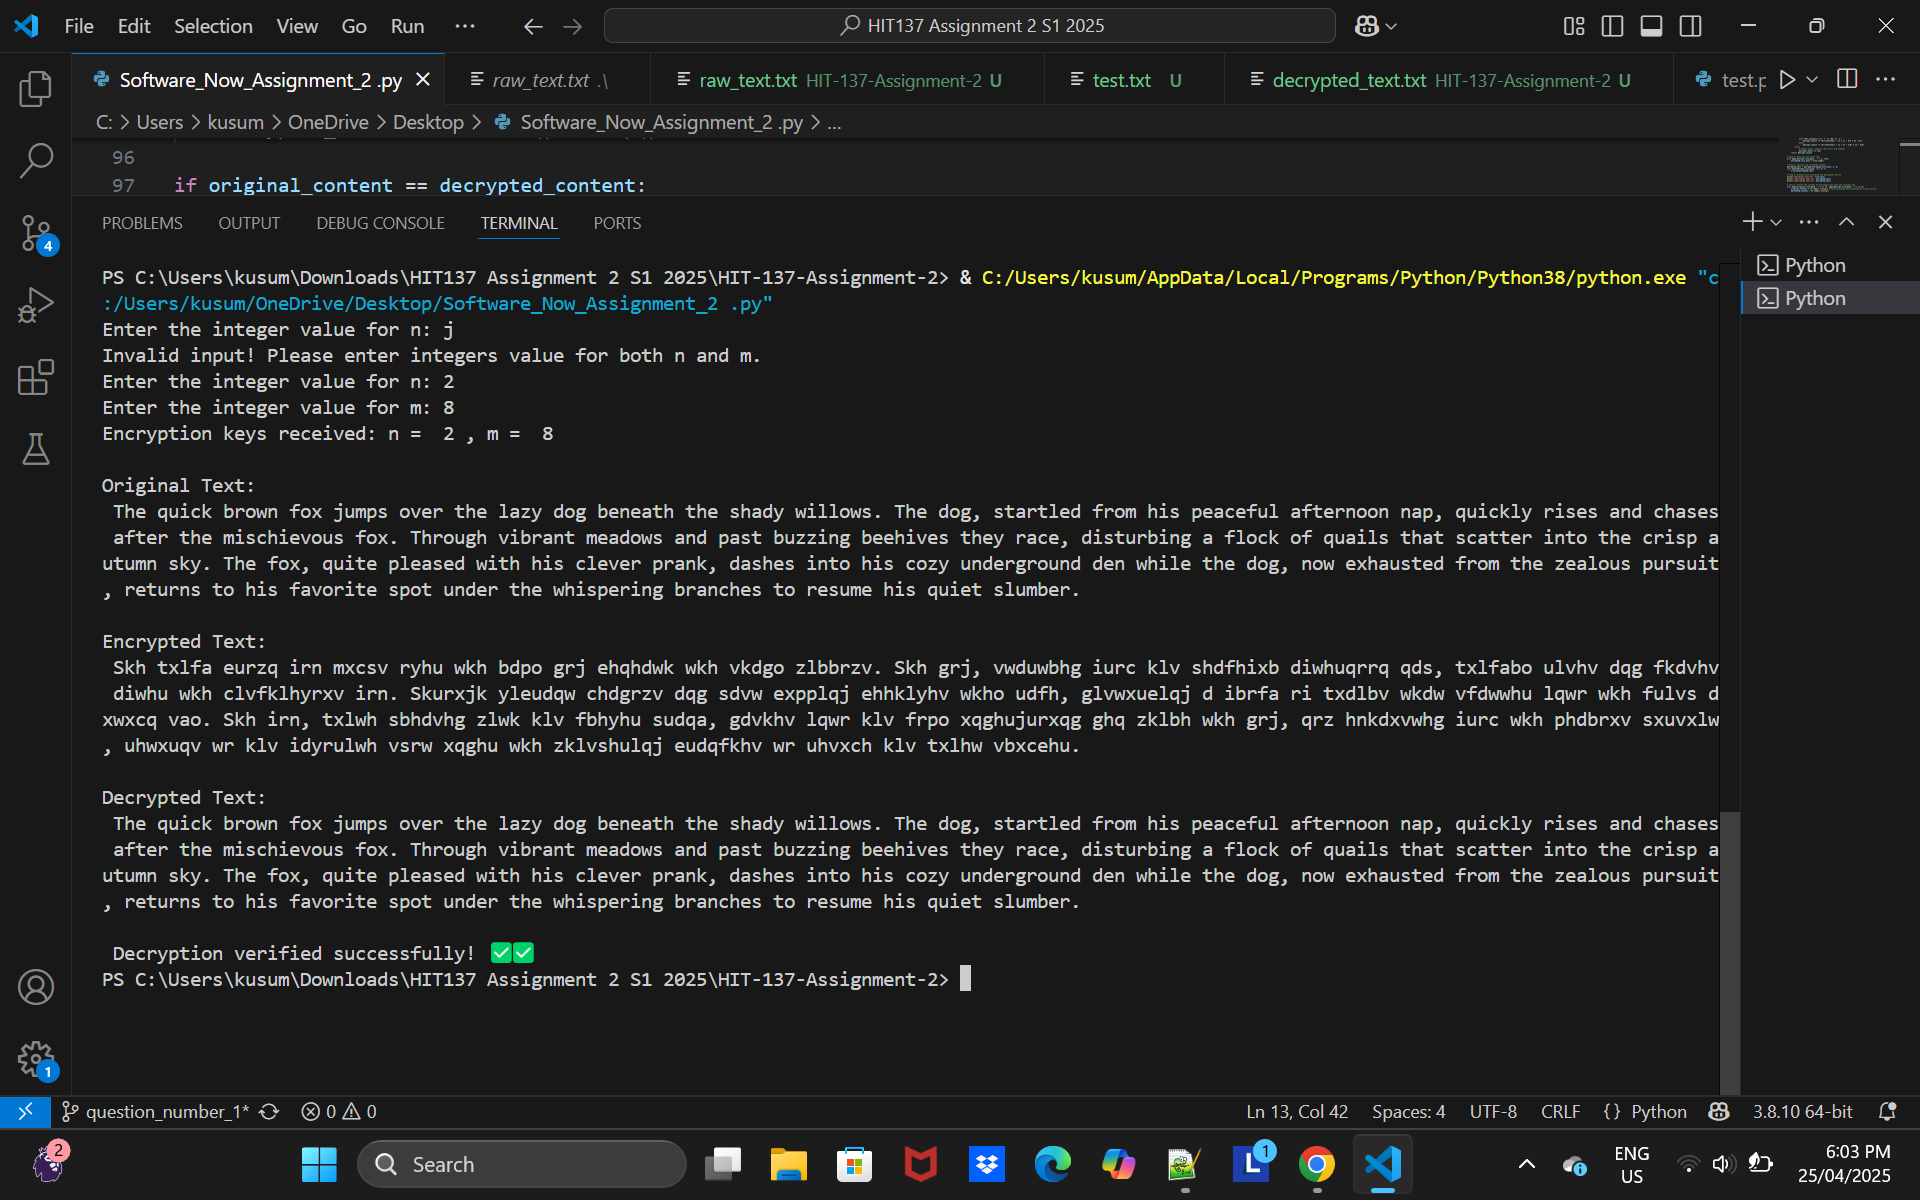 File Edit Selection View Go Run ... HIT137 Assignment 2 S1 2025
Software_Now_Assignment_2 .py raw_text.txt .\ raw_text.txt HIT-137-Assignment-2 U test.txt U decrypted_text.txt HIT-137-Assignment-2 U test.p
C: > Users > kusum > OneDrive > Desktop > Software_Now_Assignment_2 .py > ...
96
97 if original_content == decrypted_content:
PROBLEMS OUTPUT DEBUG CONSOLE TERMINAL PORTS
PS C:\Users\kusum\Downloads\HIT137 Assignment 2 S1 2025\HIT-137-Assignment-2> & C:/Users/kusum/AppData/Local/Programs/Python/Python38/python.exe "c
:/Users/kusum/OneDrive/Desktop/Software_Now_Assignment_2 .py"
Enter the integer value for n: j
Invalid input! Please enter integers value for both n and m.
Enter the integer value for n: 2
Enter the integer value for m: 8
Encryption keys received: n =  2 , m =  8
Original Text:
The quick brown fox jumps over the lazy dog beneath the shady willows. The dog, startled from his peaceful afternoon nap, quickly rises and chases
after the mischievous fox. Through vibrant meadows and past buzzing beehives they race, disturbing a flock of quails that scatter into the crisp a
utumn sky. The fox, quite pleased with his clever prank, dashes into his cozy underground den while the dog, now exhausted from the zealous pursuit
, returns to his favorite spot under the whispering branches to resume his quiet slumber.
Encrypted Text:
Skh txlfa eurzq irn mxcsv ryhu wkh bdpo grj ehqhdwk wkh vkdgo zlbbrzv. Skh grj, vwduwbhg iurc klv shdfhixb diwhuqrrq qds, txlfabo ulvhv dqg fkdvhv
diwhu wkh clvfklhyrxv irn. Skurxjk yleudqw chdgrzv dqg sdvw expplqj ehhklyhv wkho udfh, glvwxuelqj d ibrfa ri txdlbv wkdw vfdwwhu lqwr wkh fulvs d
xwxcq vao. Skh irn, txlwh sbhdvhg zlwk klv fbhyhu sudqa, gdvkhv lqwr klv frpo xqghujurxqg ghq zklbh wkh grj, qrz hnkdxvwhg iurc wkh phdbrxv sxuvxlw
, uhwxuqv wr klv idyrulwh vsrw xqghu wkh zklvshulqj eudqfkhv wr uhvxch klv txlhw vbxcehu.
Decrypted Text:
The quick brown fox jumps over the lazy dog beneath the shady willows. The dog, startled from his peaceful afternoon nap, quickly rises and chases
after the mischievous fox. Through vibrant meadows and past buzzing beehives they race, disturbing a flock of quails that scatter into the crisp a
utumn sky. The fox, quite pleased with his clever prank, dashes into his cozy underground den while the dog, now exhausted from the zealous pursuit
, returns to his favorite spot under the whispering branches to resume his quiet slumber.
Decryption verified successfully! ✅✅
PS C:\Users\kusum\Downloads\HIT137 Assignment 2 S1 2025\HIT-137-Assignment-2>
Python
Python
4
1
question_number_1* 0 0 Ln 13, Col 42 Spaces: 4 UTF-8 CRLF {} Python 3.8.10 64-bit
2 Search 1 ENG 6:03 PM
US 25/04/2025